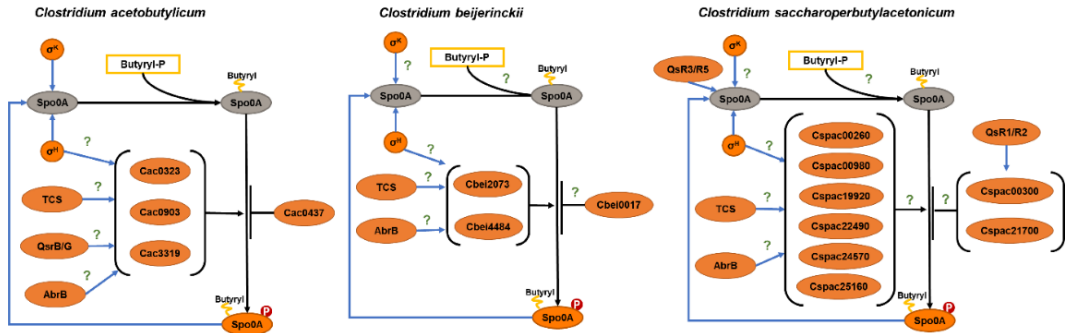 Clostridium acetobutylicum
σK
Butyryl-P
Butyryl
Spo0A
Spo0A
σH
?
Cac0323
TCS
?
Cac0903
Cac0437
QsrB/G
?
Cac3319
?
AbrB
Butyryl
P
Spo0A
Clostridium beijerinckii
σK
?
Butyryl-P
?
Butyryl
Spo0A
Spo0A
σH
?
TCS
?
Cbei2073
?
Cbei0017
AbrB
?
Cbei4484
Butyryl
P
Spo0A
Clostridium saccharoperbutylacetonicum
σK
QsR3/R5
?
Butyryl-P
?
Butyryl
Spo0A
Spo0A
σH
?
Cspac00260
QsR1/R2
Cspac00980
Cspac00300
TCS
?
Cspac19920
?
?
Cspac22490
Cspac21700
AbrB
?
Cspac24570
Cspac25160
Butyryl
P
Spo0A